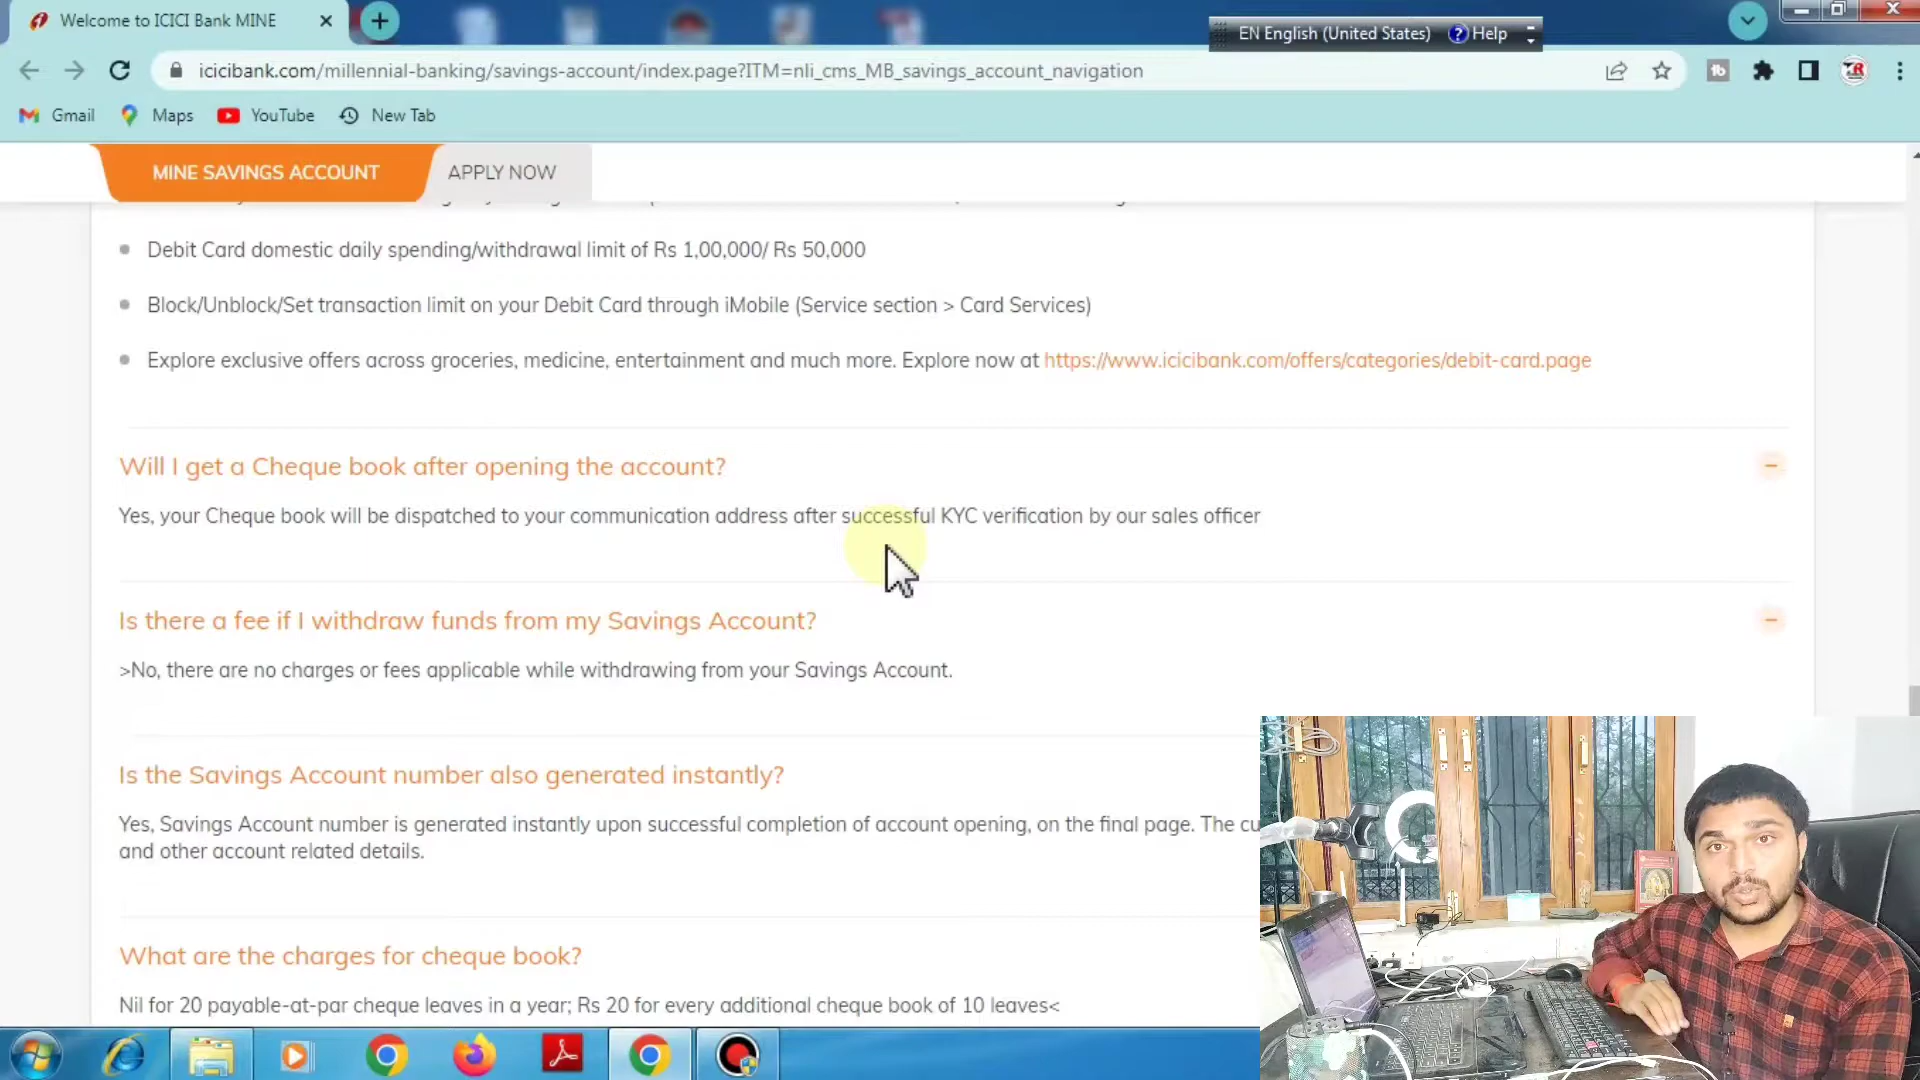 Welcome to ICICI Bank MINE
EN English (United States) Help
icicibank.com/millennial-banking/savings-account/index.page?ITM=nli_cms_MB_savings_account_navigation
Gmail Maps YouTube New Tab
MINE SAVINGS ACCOUNT APPLY NOW
Debit Card domestic daily spending/withdrawal limit of Rs 1,00,000/ Rs 50,000
Block/Unblock/Set transaction limit on your Debit Card through iMobile (Service section > Card Services)
Explore exclusive offers across groceries, medicine, entertainment and much more. Explore now at https://www.icicibank.com/offers/categories/debit-card.page
Will I get a Cheque book after opening the account?
Yes, your Cheque book will be dispatched to your communication address after successful KYC verification by our sales officer
Is there a fee if I withdraw funds from my Savings Account?
>No, there are no charges or fees applicable while withdrawing from your Savings Account.
Is the Savings Account number also generated instantly?
Yes, Savings Account number is generated instantly upon successful completion of account opening, on the final page. The cu
and other account related details.
What are the charges for cheque book?
Nil for 20 payable-at-par cheque leaves in a year; Rs 20 for every additional cheque book of 10 leaves<